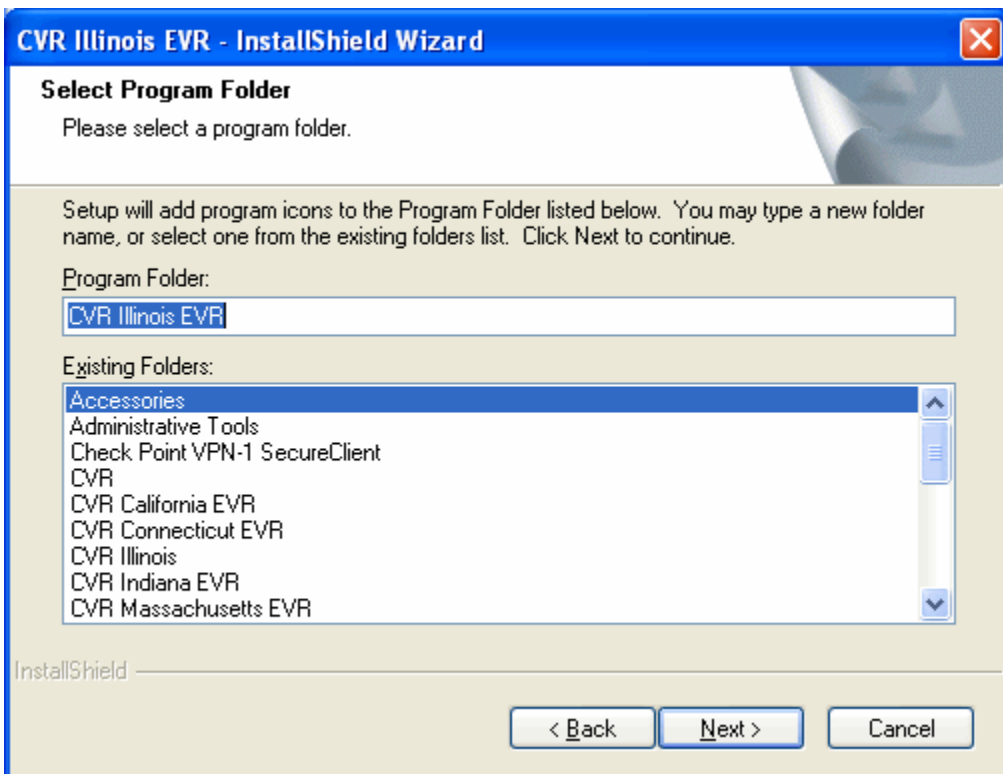 CVR Illinois EVR - InstallShield Wizard
Select Program Folder
Please select a program folder.
Setup will add program icons to the Program Folder listed below. You may type a new folder
name, or select one from the existing folders list. Click Next to continue.
Program Folder:
CVR Illinois EVR
Existing Folders:
Accessories
Administrative Tools
Check Point VPN-1 SecureClient
CVR
CVR California EVR
CVR Connecticut EVR
CVR Illinois
CVR Indiana EVR
CVR Massachusetts EVR
InstallShield
< Back
Next >
Cancel